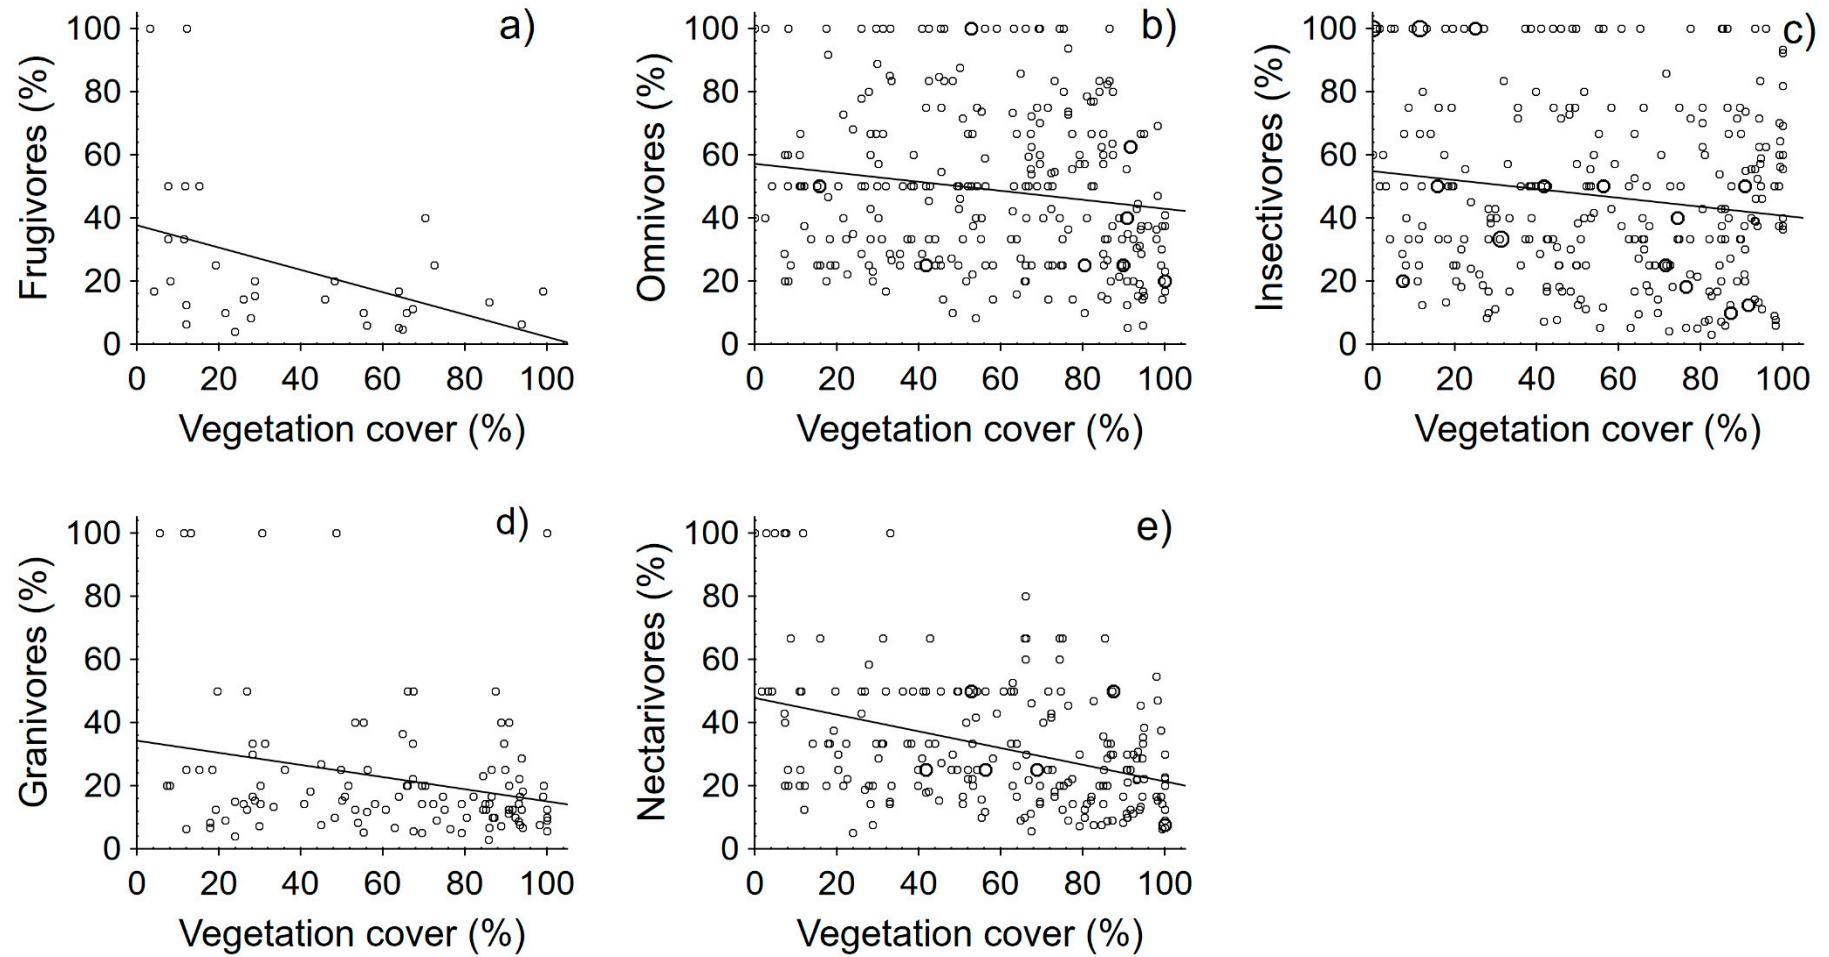 a)
Frugivores (%)
100
80
60
40
20
0
0 20 40 60 80 100
Vegetation cover (%)
b)
Omnivores (%)
100
80
60
40
20
0
0 20 40 60 80 100
Vegetation cover (%)
c)
Insectivores (%)
100
80
60
40
20
0
0 20 40 60 80 100
Vegetation cover (%)
d)
Granivores (%)
100
80
60
40
20
0
0 20 40 60 80 100
Vegetation cover (%)
e)
Nectarivores (%)
100
80
60
40
20
0
0 20 40 60 80 100
Vegetation cover (%)